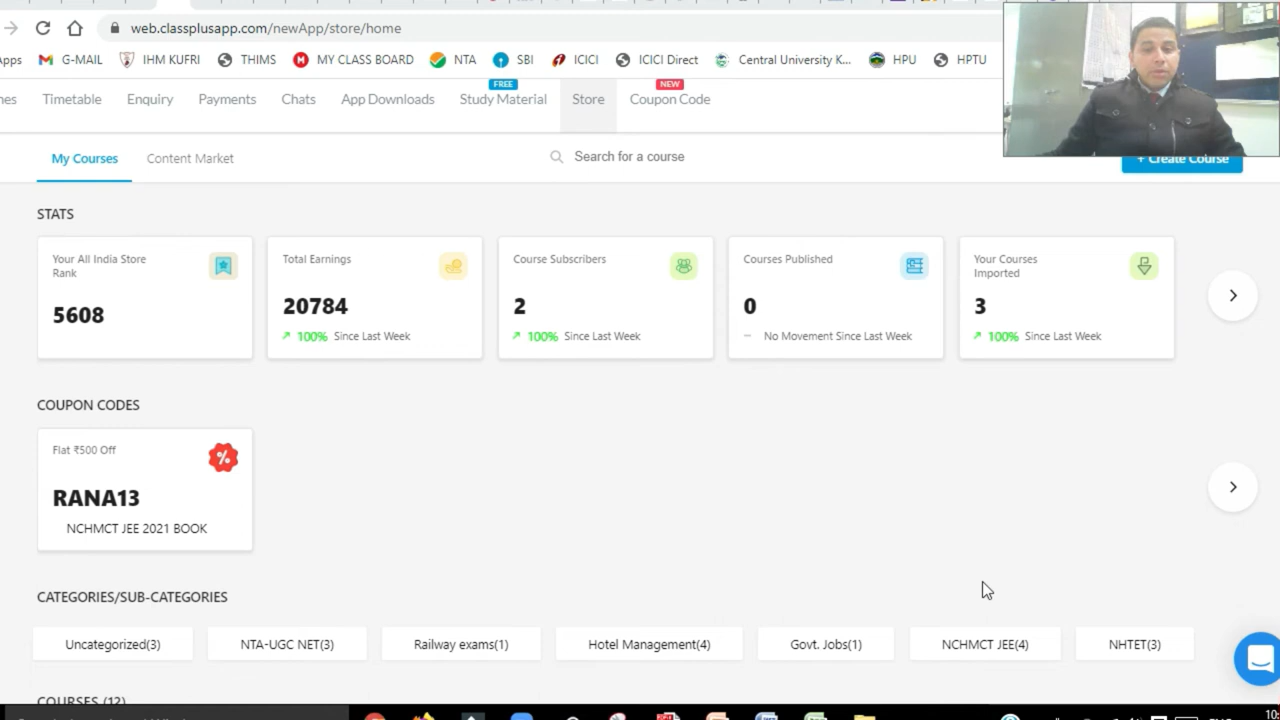 web.classplusapp.com/newApp/store/home
G-MAIL IHM KUFRI THIMS MY CLASS BOARD NTA SBI ICICI ICICI Direct Central University K... HPU HPTU
FREE NEW
Timetable Enquiry Payments Chats App Downloads Study Material Store Coupon Code
My Courses Content Market Search for a course + Create Course
STATS
Your All India Store Rank
5608
Total Earnings
20784
100% Since Last Week
Course Subscribers
2
100% Since Last Week
Courses Published
0
No Movement Since Last Week
Your Courses Imported
3
100% Since Last Week
COUPON CODES
Flat ₹500 Off
%
RANA13
NCHMCT JEE 2021 BOOK
CATEGORIES/SUB-CATEGORIES
Uncategorized(3) NTA-UGC NET(3) Railway exams(1) Hotel Management(4) Govt. Jobs(1) NCHMCT JEE(4) NHTET(3)
COURSES (12)